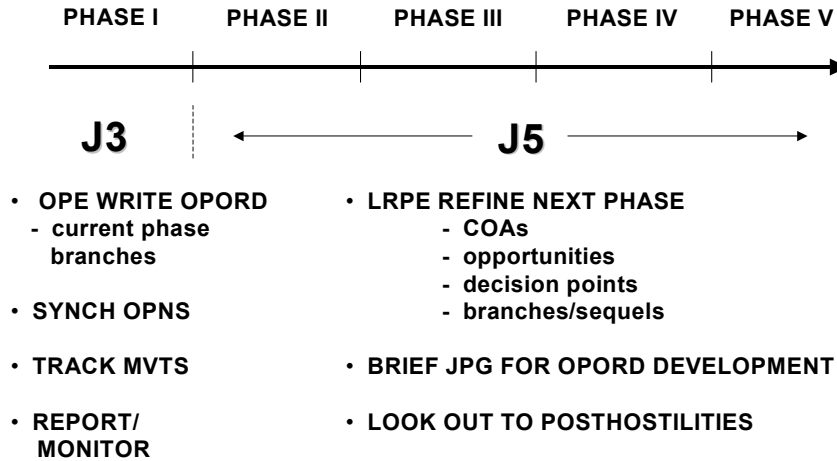 PHASE I PHASE II PHASE III PHASE IV PHASE V
J3 J5
• OPE WRITE OPORD
- current phase
branches
• SYNCH OPNS
• TRACK MVTS
• REPORT/
MONITOR
• LRPE REFINE NEXT PHASE
- COAs
- opportunities
- decision points
- branches/sequels
• BRIEF JPG FOR OPORD DEVELOPMENT
• LOOK OUT TO POSTHOSTILITIES